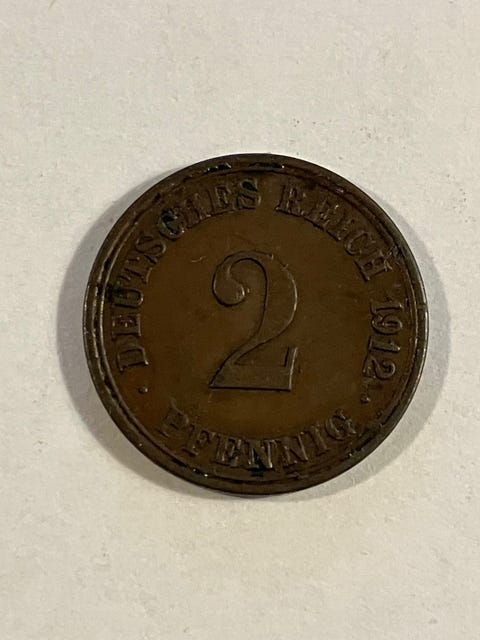 DEUTSCHES REICH 1912.
2
PFENNIG